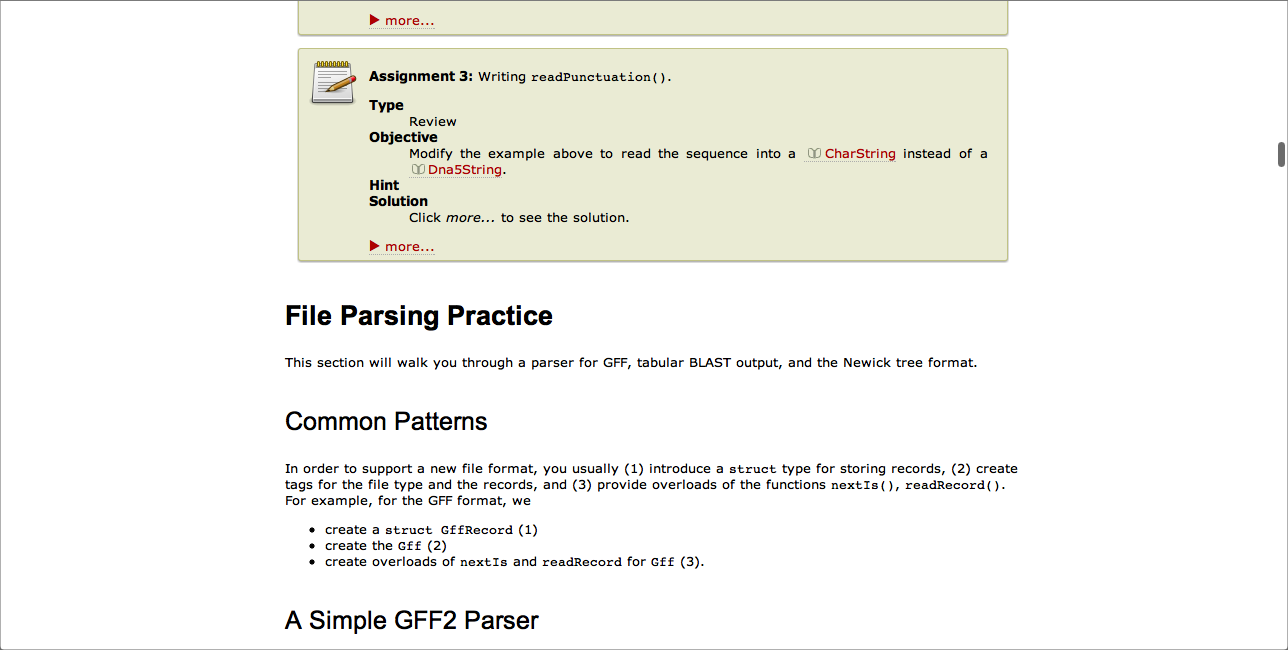 ▶ more...
Assignment 3: Writing readPunctuation().
Type
Review
Objective
Modify the example above to read the sequence into a CharString instead of a
Dna5String.
Hint
Solution
Click more... to see the solution.
▶ more...
File Parsing Practice
This section will walk you through a parser for GFF, tabular BLAST output, and the Newick tree format.
Common Patterns
In order to support a new file format, you usually (1) introduce a struct type for storing records, (2) create
tags for the file type and the records, and (3) provide overloads of the functions nextIs(), readRecord().
For example, for the GFF format, we
• create a struct GffRecord (1)
• create the Gff (2)
• create overloads of nextIs and readRecord for Gff (3).
A Simple GFF2 Parser